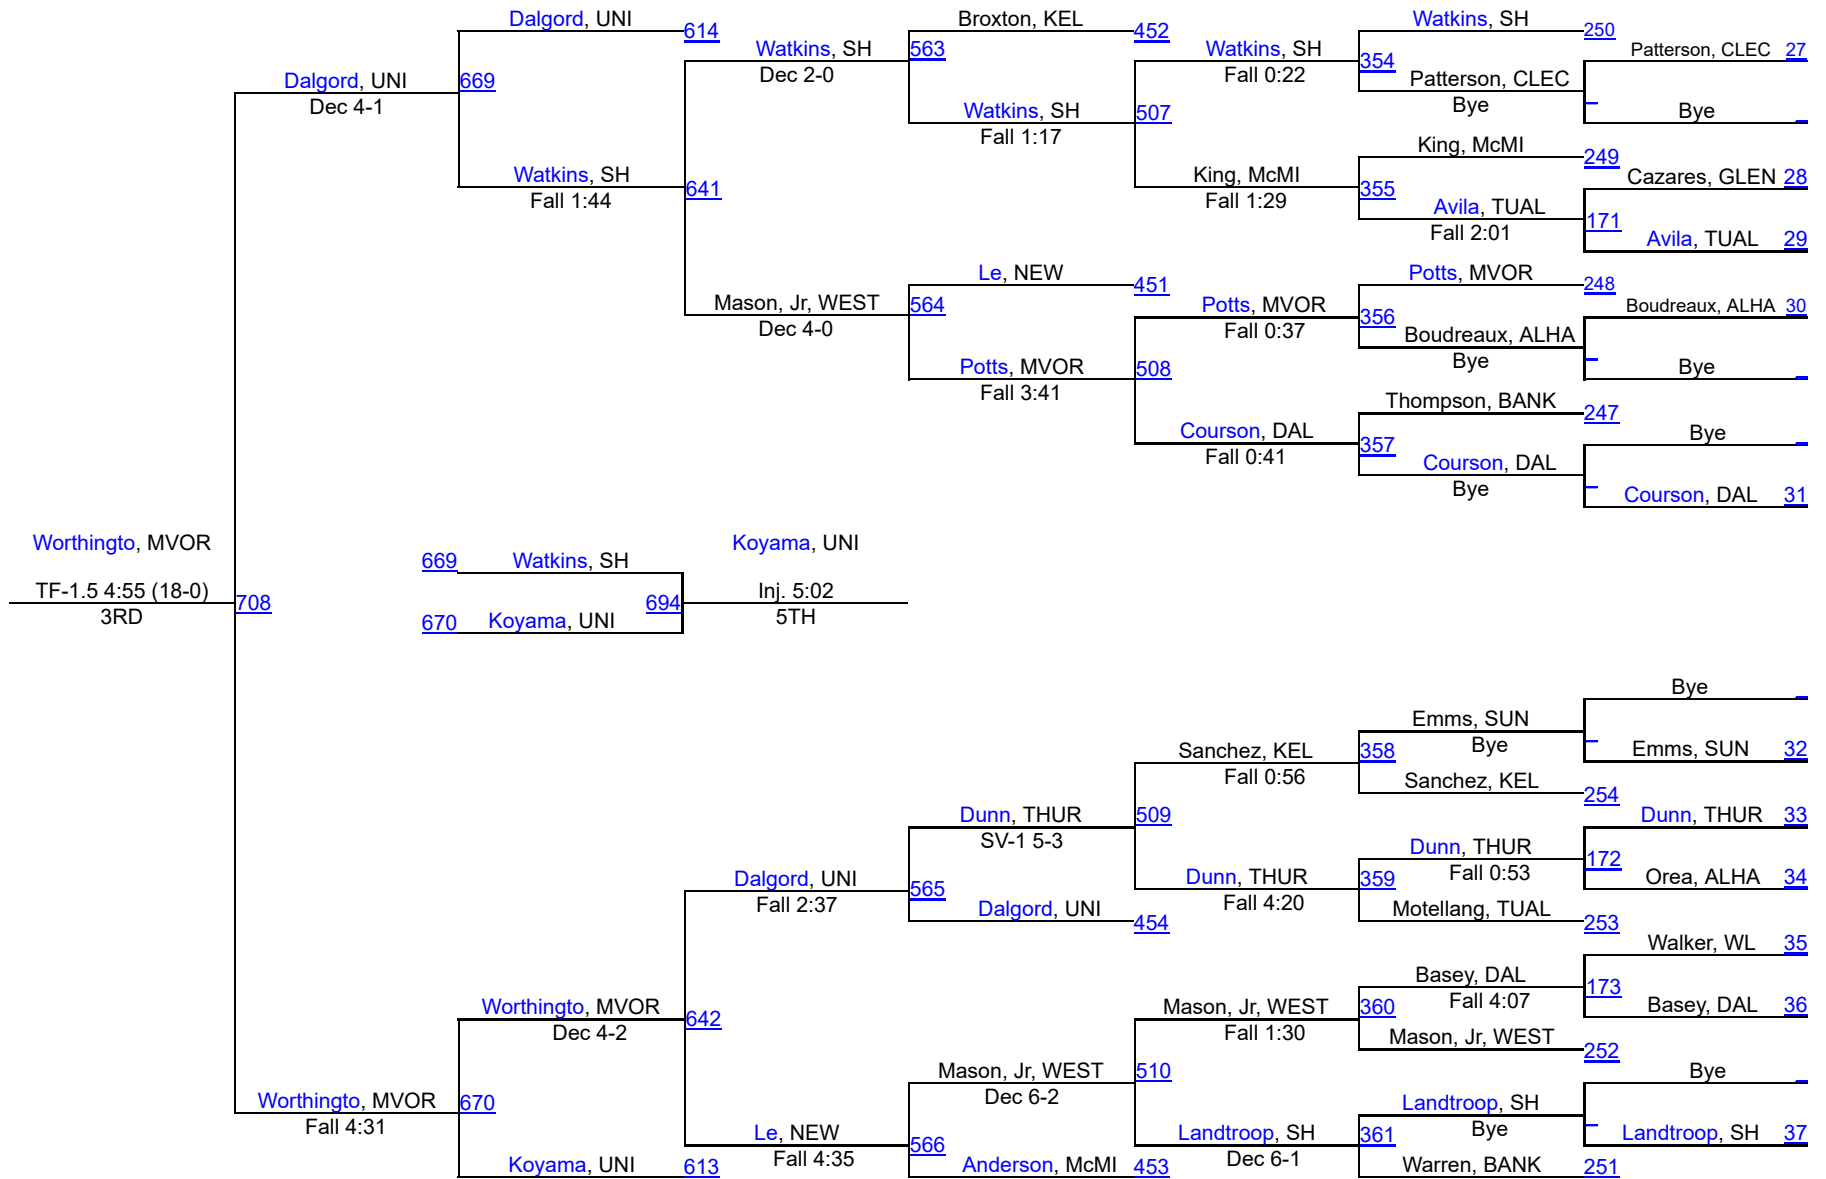 Dalgord, UNI
614
Broxton, KEL
452
Watkins, SH
250
Watkins, SH
Dec 2-0
563
Watkins, SH
Fall 0:22
354
Patterson, CLEC 27
Dalgord, UNI
Dec 4-1
669
Patterson, CLEC
Bye
Watkins, SH
Fall 1:17
507
Bye
King, McMI
249
Watkins, SH
Fall 1:44
641
King, McMI
Fall 1:29
355
Cazares, GLEN 28
Avila, TUAL
Fall 2:01
171
Avila, TUAL 29
Le, NEW
451
Potts, MVOR
248
Mason, Jr, WEST
Dec 4-0
564
Potts, MVOR
Fall 0:37
356
Boudreaux, ALHA 30
Boudreaux, ALHA
Bye
Potts, MVOR
Fall 3:41
508
Bye
Thompson, BANK
247
Courson, DAL
Fall 0:41
357
Bye
Courson, DAL
Bye
Courson, DAL 31
Worthingto, MVOR
TF-1.5 4:55 (18-0)
3RD
708
669
Watkins, SH
670
Koyama, UNI
694
Koyama, UNI
Inj. 5:02
5TH
Bye
Emms, SUN
Bye
Sanchez, KEL
Fall 0:56
358
Emms, SUN 32
Sanchez, KEL
254
Dunn, THUR
SV-1 5-3
509
Dunn, THUR 33
Dunn, THUR
Fall 0:53
172
Dalgord, UNI
Fall 2:37
565
Dunn, THUR
Fall 4:20
359
Orea, ALHA 34
Dalgord, UNI
454
Motellang, TUAL
253
Walker, WL 35
Basey, DAL
Fall 4:07
173
Worthingto, MVOR
Dec 4-2
642
Mason, Jr, WEST
Fall 1:30
360
Basey, DAL 36
Mason, Jr, WEST
252
Mason, Jr, WEST
Dec 6-2
510
Bye
Worthingto, MVOR
Fall 4:31
670
Landtroop, SH
Bye
Le, NEW
Fall 4:35
566
Landtroop, SH
Dec 6-1
361
Landtroop, SH 37
Koyama, UNI
613
Anderson, McMI
453
Warren, BANK
251